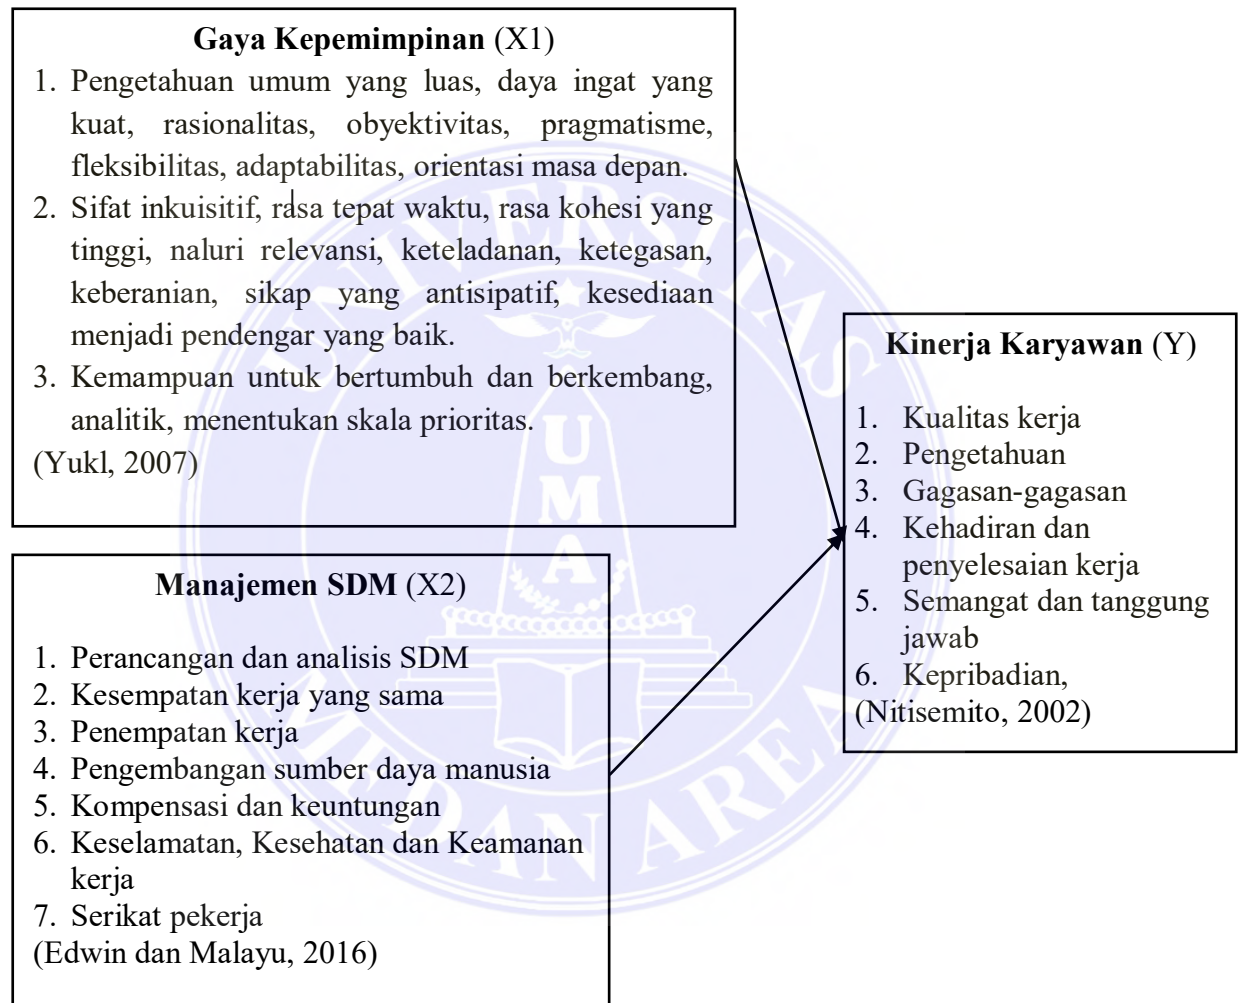 Gaya Kepemimpinan (X1)
1. Pengetahuan umum yang luas, daya ingat yang
kuat, rasionalitas, obyektivitas, pragmatisme,
fleksibilitas, adaptabilitas, orientasi masa depan.
2. Sifat inkuisitif, rasa tepat waktu, rasa kohesi yang
tinggi, naluri relevansi, keteladanan, ketegasan,
keberanian, sikap yang antisipatif, kesediaan
menjadi pendengar yang baik.
3. Kemampuan untuk bertumbuh dan berkembang,
analitik, menentukan skala prioritas.
(Yukl, 2007)
Manajemen SDM (X2)
1. Perancangan dan analisis SDM
2. Kesempatan kerja yang sama
3. Penempatan kerja
4. Pengembangan sumber daya manusia
5. Kompensasi dan keuntungan
6. Keselamatan, Kesehatan dan Keamanan
kerja
7. Serikat pekerja
(Edwin dan Malayu, 2016)
Kinerja Karyawan (Y)
1. Kualitas kerja
2. Pengetahuan
3. Gagasan-gagasan
4. Kehadiran dan
penyelesaian kerja
5. Semangat dan tanggung
jawab
6. Kepribadian,
(Nitisemito, 2002)
UNIVERSITAS
MEDAN AREA
U
M
A